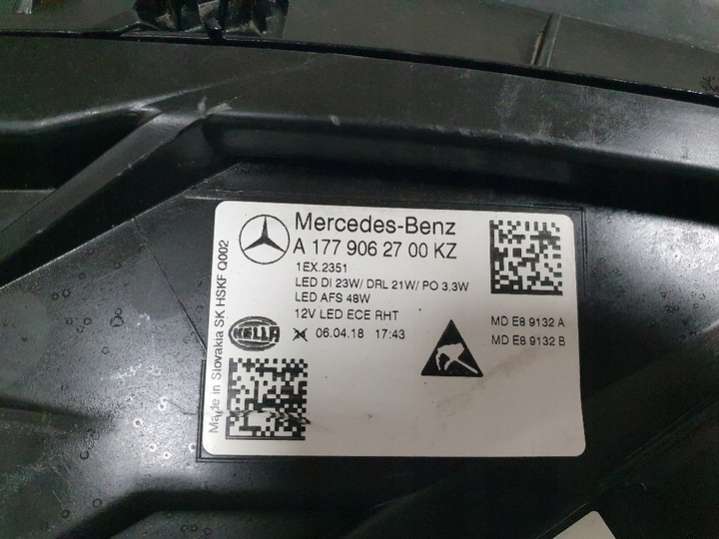 Mercedes-Benz
A 177 906 27 00 KZ
1EX.2351
LED DI 23W/ DRL 21W/ PO 3,3W
LED AFS 48W
12V LED ECE RHT
HELLA
06.04.18 17:43
MD E8 9132 A
MD E8 9132 B
Made in Slovakia SK HSKF Q002